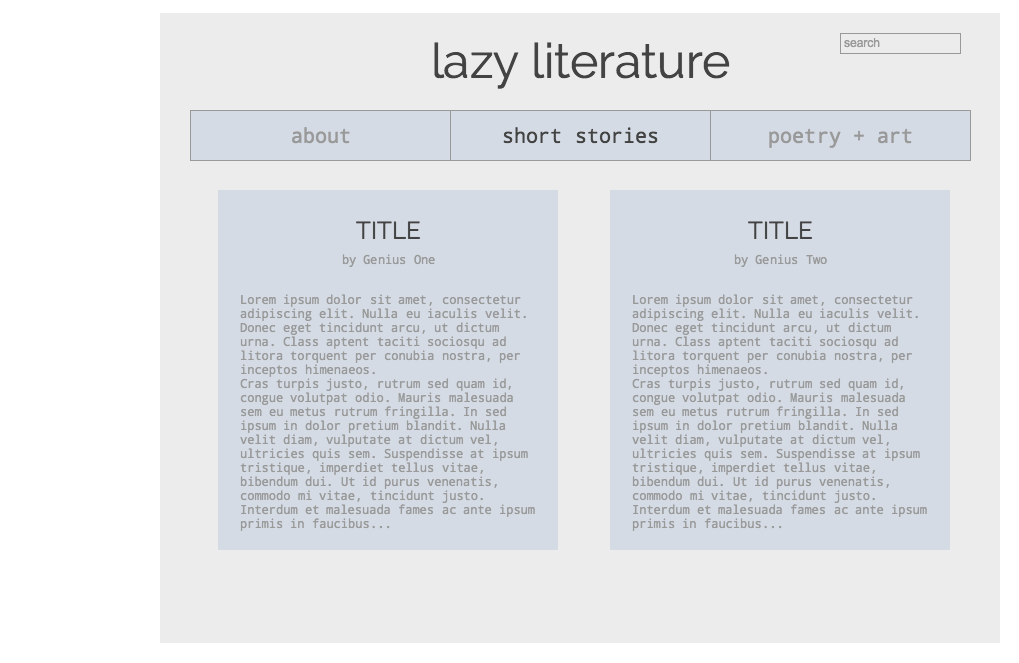 lazy literature
search
about
short stories
poetry + art
TITLE
by Genius One
Lorem ipsum dolor sit amet, consectetur
adipiscing elit. Nulla eu iaculis velit.
Donec eget tincidunt arcu, ut dictum
urna. Class aptent taciti sociosqu ad
litora torquent per conubia nostra, per
inceptos himenaeos.
Cras turpis justo, rutrum sed quam id,
congue volutpat odio. Mauris malesuada
sem eu metus rutrum fringilla. In sed
ipsum in dolor pretium blandit. Nulla
velit diam, vulputate at dictum vel,
ultricies quis sem. Suspendisse at ipsum
tristique, imperdiet tellus vitae,
bibendum dui. Ut id purus venenatis,
commodo mi vitae, tincidunt justo.
Interdum et malesuada fames ac ante ipsum
primis in faucibus...
TITLE
by Genius Two
Lorem ipsum dolor sit amet, consectetur
adipiscing elit. Nulla eu iaculis velit.
Donec eget tincidunt arcu, ut dictum
urna. Class aptent taciti sociosqu ad
litora torquent per conubia nostra, per
inceptos himenaeos.
Cras turpis justo, rutrum sed quam id,
congue volutpat odio. Mauris malesuada
sem eu metus rutrum fringilla. In sed
ipsum in dolor pretium blandit. Nulla
velit diam, vulputate at dictum vel,
ultricies quis sem. Suspendisse at ipsum
tristique, imperdiet tellus vitae,
bibendum dui. Ut id purus venenatis,
commodo mi vitae, tincidunt justo.
Interdum et malesuada fames ac ante ipsum
primis in faucibus...